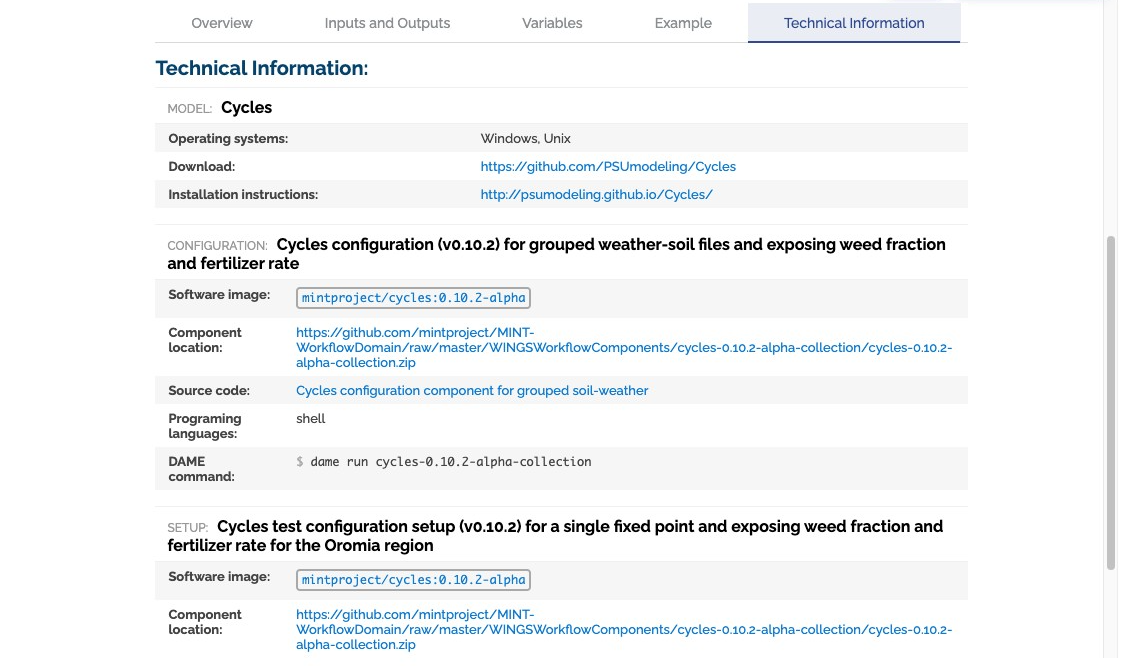 Overview Inputs and Outputs Variables Example Technical Information
Technical Information:
MODEL: Cycles
Operating systems: Windows, Unix
Download: https://github.com/PSUmodeling/Cycles
Installation instructions: http://psumodeling.github.io/Cycles/
CONFIGURATION: Cycles configuration (v0.10.2) for grouped weather-soil files and exposing weed fraction
and fertilizer rate
Software image: mintproject/cycles:0.10.2-alpha
Component
location:
https://github.com/mintproject/MINT-
WorkflowDomain/raw/master/WINGSWorkflowComponents/cycles-0.10.2-alpha-collection/cycles-0.10.2-
alpha-collection.zip
Source code: Cycles configuration component for grouped soil-weather
Programing
languages:
shell
DAME
command:
$ dame run cycles-0.10.2-alpha-collection
SETUP: Cycles test configuration setup (v0.10.2) for a single fixed point and exposing weed fraction and
fertilizer rate for the Oromia region
Software image: mintproject/cycles:0.10.2-alpha
Component
location:
https://github.com/mintproject/MINT-
WorkflowDomain/raw/master/WINGSWorkflowComponents/cycles-0.10.2-alpha-collection/cycles-0.10.2-
alpha-collection.zip